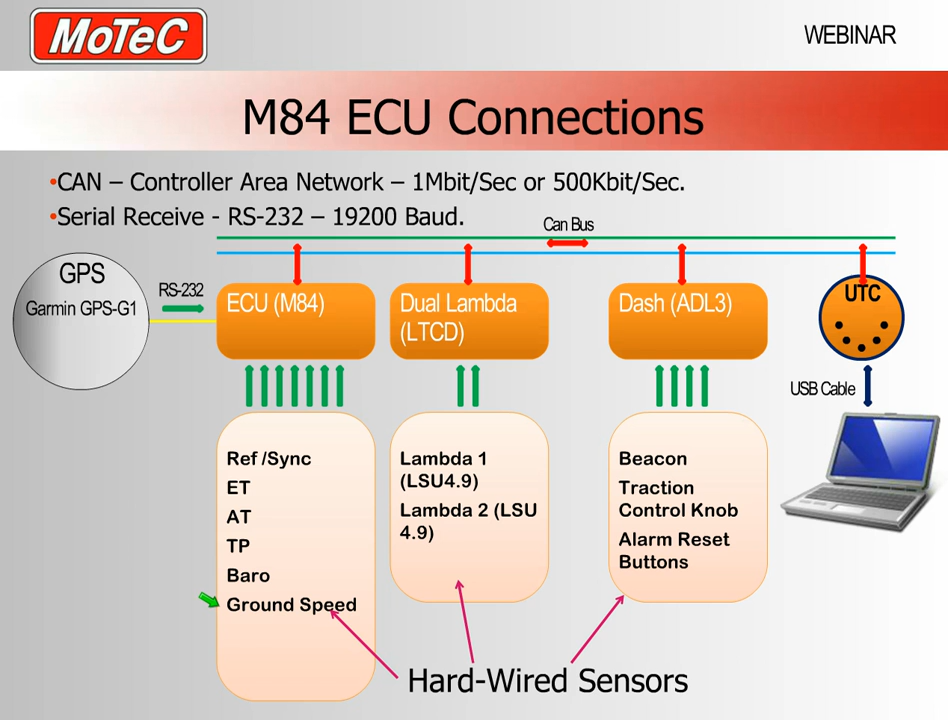 MoTeC
WEBINAR
M84 ECU Connections
•CAN – Controller Area Network – 1Mbit/Sec or 500Kbit/Sec.
•Serial Receive - RS-232 – 19200 Baud.
Can Bus
GPS
Garmin GPS-G1
RS-232
ECU (M84)
Dual Lambda
(LTCD)
Dash (ADL3)
UTC
USB Cable
Ref /Sync
ET
AT
TP
Baro
Ground Speed
Lambda 1
(LSU4.9)
Lambda 2 (LSU
4.9)
Beacon
Traction
Control Knob
Alarm Reset
Buttons
Hard-Wired Sensors